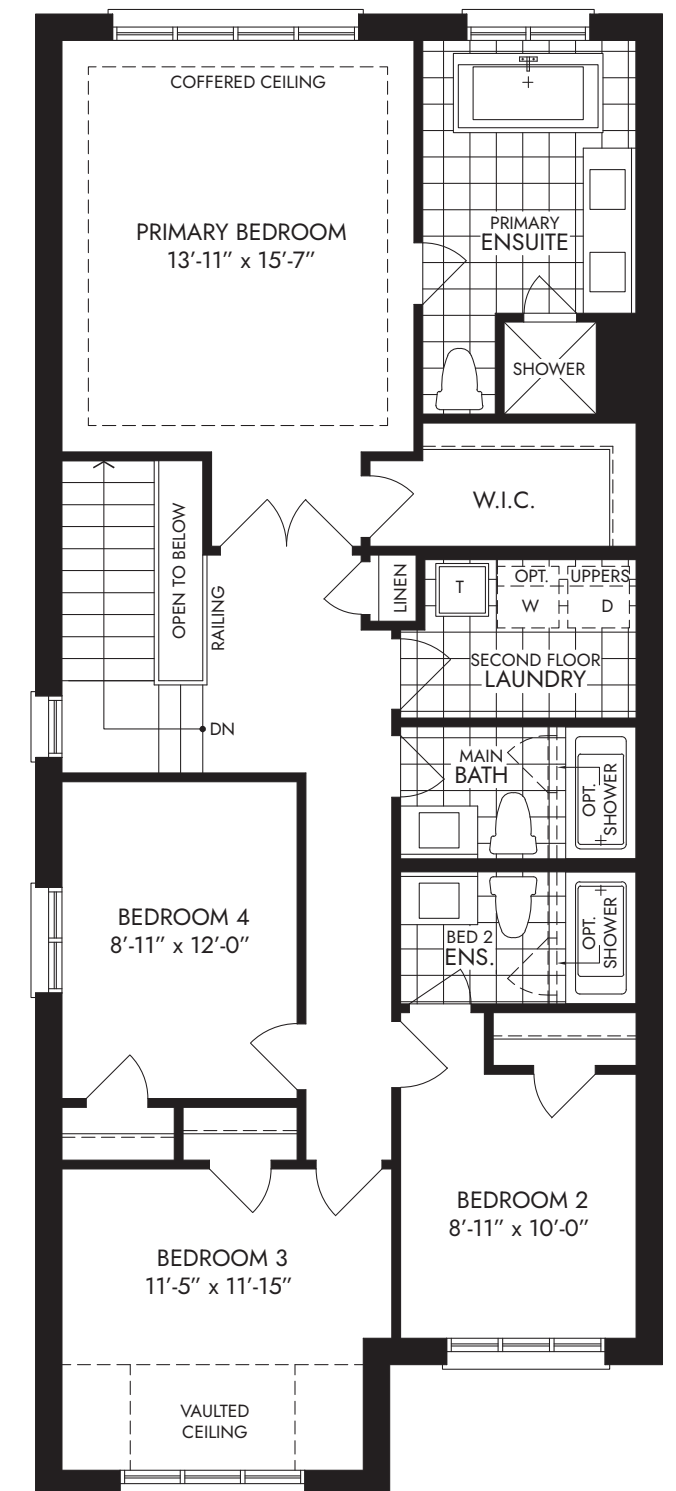 COFFERED CEILING
PRIMARY BEDROOM
13’-11” x 15’-7”
PRIMARY
ENSUITE
SHOWER
W.I.C.
OPEN TO BELOW
RAILING
LINEN
T
OPT.
UPPERS
W
D
SECOND FLOOR
LAUNDRY
DN
MAIN
BATH
OPT.
SHOWER
BEDROOM 4
8’-11” x 12’-0”
BED 2
ENS.
OPT.
SHOWER
BEDROOM 2
8’-11” x 10’-0”
BEDROOM 3
11’-5” x 11’-15”
VAULTED
CEILING